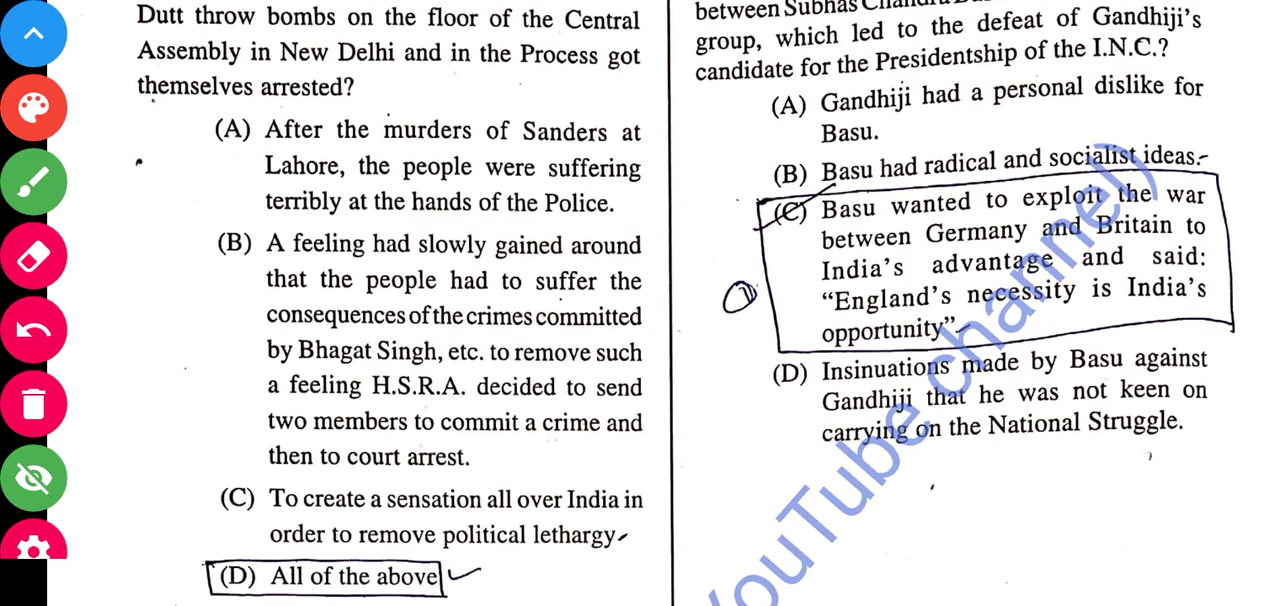 Dutt throw bombs on the floor of the Central
Assembly in New Delhi and in the Process got
themselves arrested?
(A) After the murders of Sanders at
Lahore, the people were suffering
terribly at the hands of the Police.
(B) A feeling had slowly gained around
that the people had to suffer the
consequences of the crimes committed
by Bhagat Singh, etc. to remove such
a feeling H.S.R.A. decided to send
two members to commit a crime and
then to court arrest.
(C) To create a sensation all over India in
order to remove political lethargy
(D) All of the above
between Subhas
group, which led to the defeat of Gandhiji's
candidate for the Presidentship of the I.N.C.?
(A) Gandhiji had a personal dislike for
Basu.
(B) Basu had radical and socialist ideas.
(C) Basu wanted to exploit the war
between Germany and Britain to
India's advantage and said:
"England's necessity is India's
opportunity"
(D) Insinuations made by Basu against
Gandhiji that he was not keen on
carrying on the National Struggle.
YouTube channel)